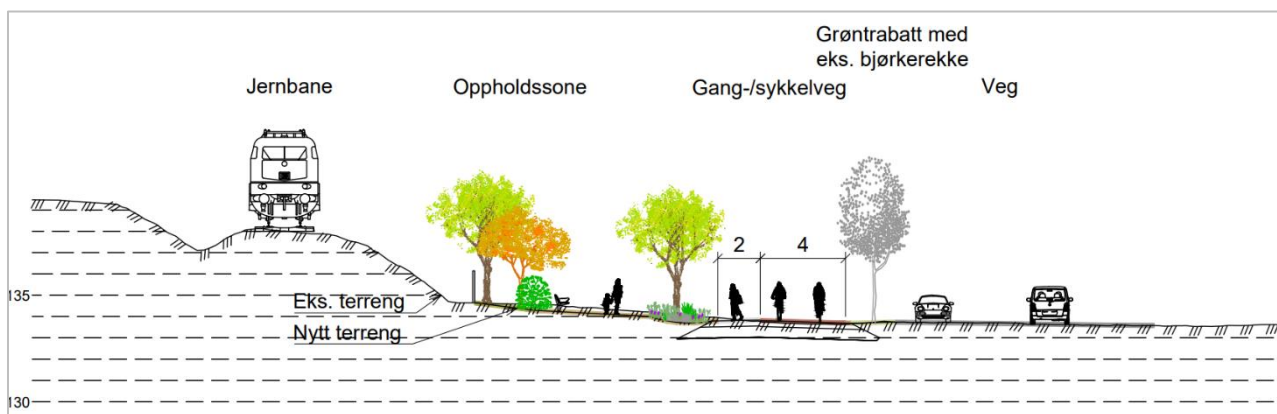 Grøntrabatt med
eks. bjørkerekke
Jernbane
Oppholdssone
Gang-/sykkelveg
Veg
2
4
135
Eks. terreng
Nytt terreng
130